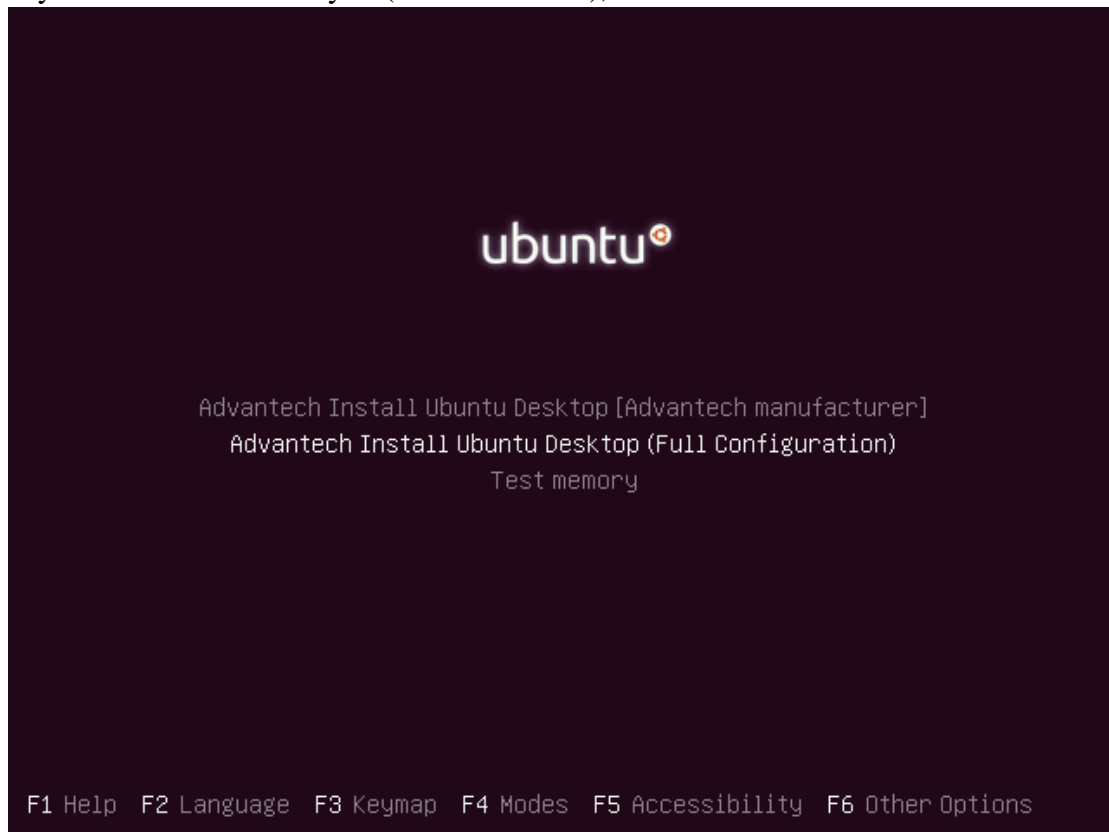 ubuntu
Advantech Install Ubuntu Desktop [Advantech manufacturer]
Advantech Install Ubuntu Desktop (Full Configuration)
Test memory
F1 Help F2 Language F3 Keymap F4 Modes F5 Accessibility F6 Other Options